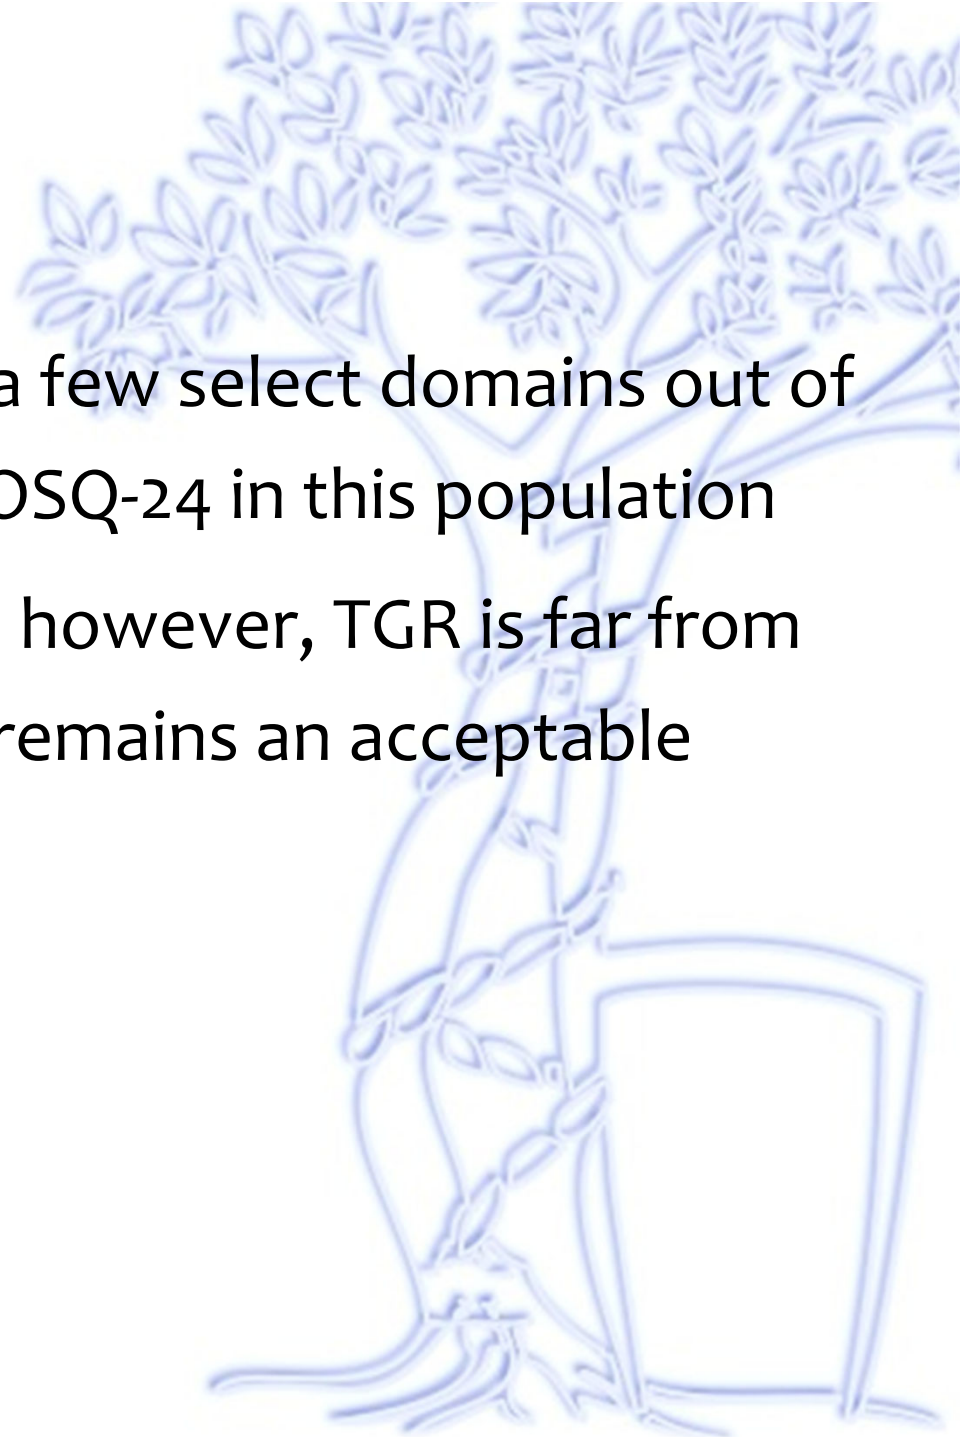 a few select domains out of
OSQ-24 in this population
however, TGR is far from
remains an acceptable